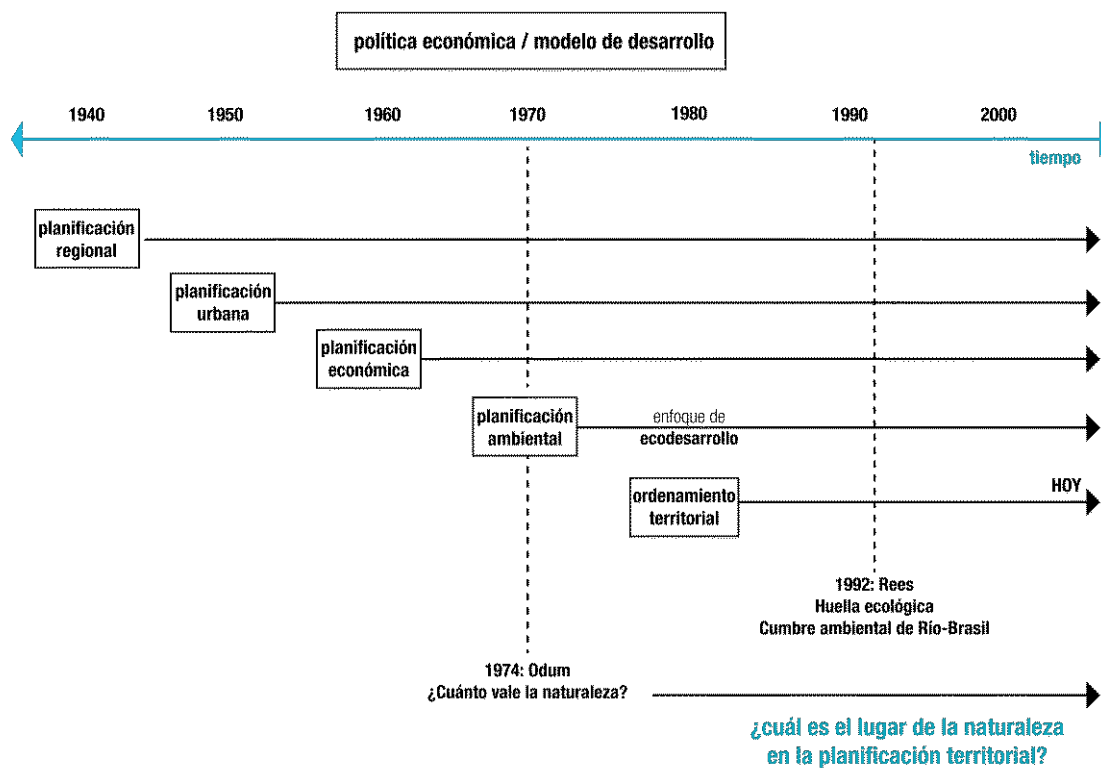 política económica / modelo de desarrollo
1940 1950 1960 1970 1980 1990 2000
tiempo
planificación
regional
planificación
urbana
planificación
económica
planificación
ambiental
enfoque de
ecodesarrollo
ordenamiento
territorial
HOY
1992: Rees
Huella ecológica
Cumbre ambiental de Río-Brasil
1974: Odum
¿Cuánto vale la naturaleza?
¿cuál es el lugar de la naturaleza
en la planificación territorial?